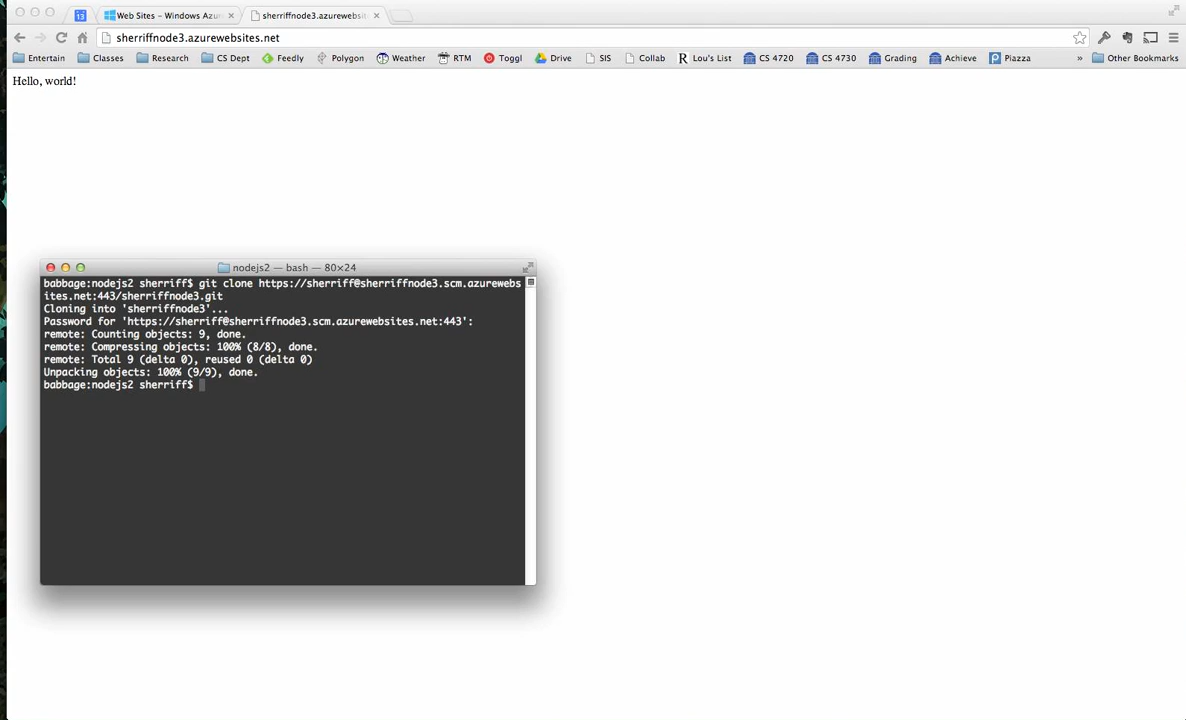 13
Web Sites – Windows Azu
sherriffnode3.azurewebsit
sherriffnode3.azurewebsites.net
Entertain Classes Research CS Dept Feedly Polygon Weather RTM Toggl Drive SIS Collab R Lou's List CS 4720 CS 4730 Grading Achieve Piazza » Other Bookmarks
Hello, world!
nodejs2 — bash — 80×24
babbage:nodejs2 sherriff$ git clone https://sherriff@sherriffnode3.scm.azurewebs
ites.net:443/sherriffnode3.git
Cloning into 'sherriffnode3'...
Password for 'https://sherriff@sherriffnode3.scm.azurewebsites.net:443':
remote: Counting objects: 9, done.
remote: Compressing objects: 100% (8/8), done.
remote: Total 9 (delta 0), reused 0 (delta 0)
Unpacking objects: 100% (9/9), done.
babbage:nodejs2 sherriff$